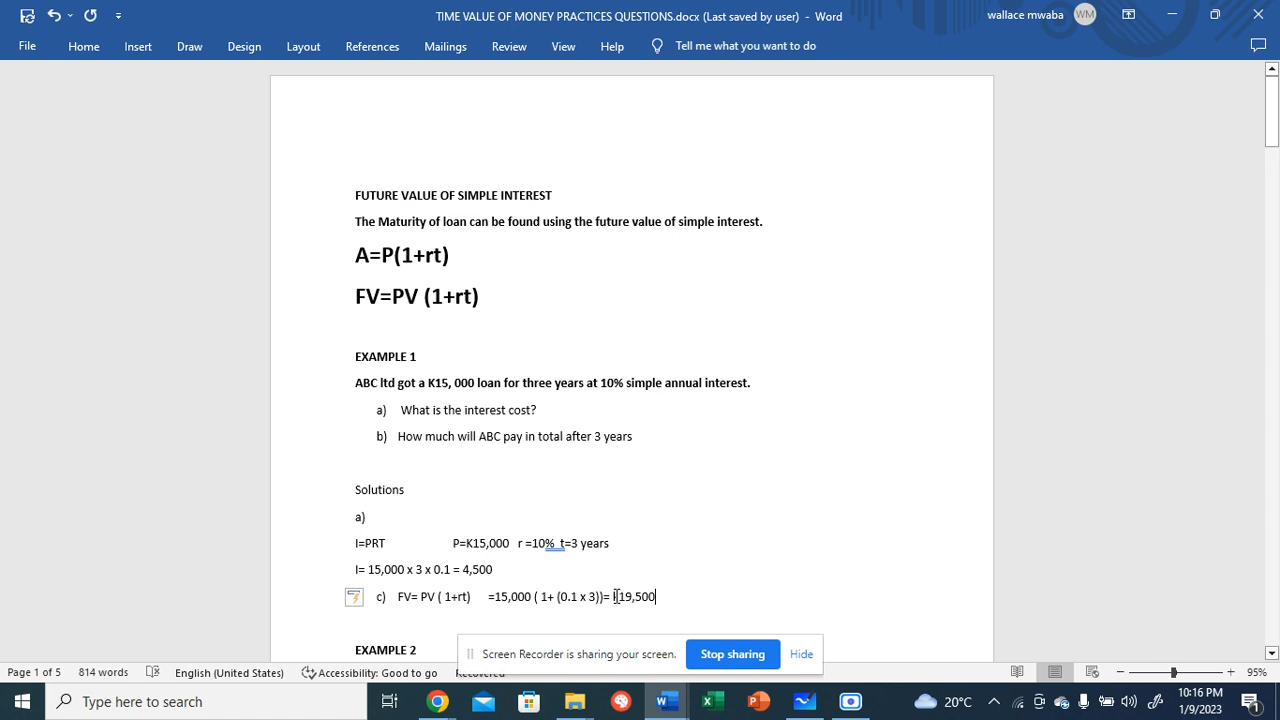 TIME VALUE OF MONEY PRACTICES QUESTIONS.docx (Last saved by user) - Word
wallace mwaba WM
File Home Insert Draw Design Layout References Mailings Review View Help Tell me what you want to do
FUTURE VALUE OF SIMPLE INTEREST
The Maturity of loan can be found using the future value of simple interest.
A=P(1+rt)
FV=PV (1+rt)
EXAMPLE 1
ABC ltd got a K15, 000 loan for three years at 10% simple annual interest.
a) What is the interest cost?
b) How much will ABC pay in total after 3 years
Solutions
a)
I=PRT P=K15,000 r =10% t=3 years
I= 15,000 x 3 x 0.1 = 4,500
c) FV= PV ( 1+rt) =15,000 ( 1+ (0.1 x 3))= 19,500
EXAMPLE 2
Screen Recorder is sharing your screen. Stop sharing Hide
Page 1 of 5 814 words English (United States) Accessibility: Good to go Recovered 95%
Type here to search 20°C 10:16 PM
1/9/2023